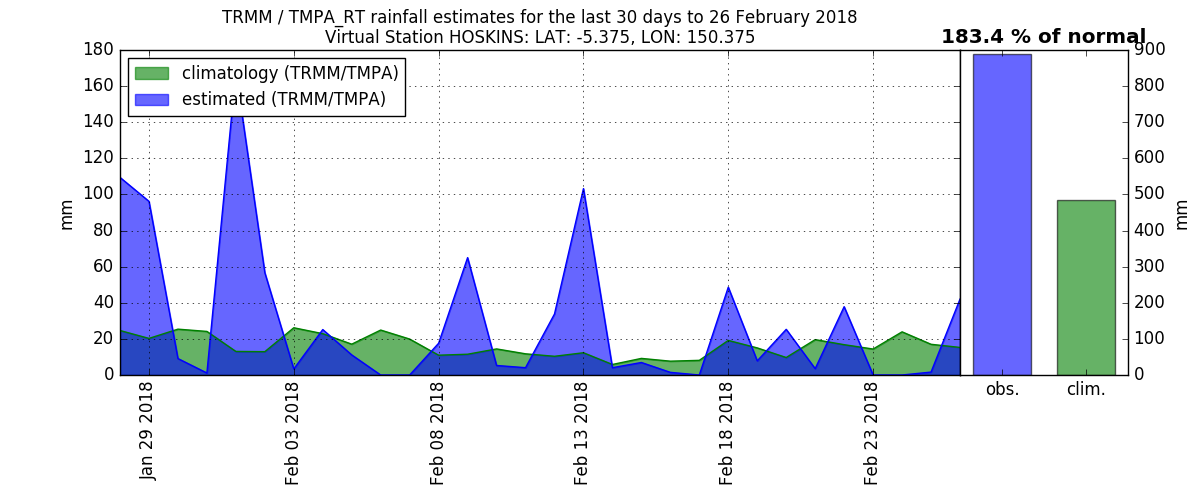 TRMM / TMPA_RT rainfall estimates for the last 30 days to 26 February 2018
Virtual Station HOSKINS: LAT: -5.375, LON: 150.375
183.4 % of normal
climatology (TRMM/TMPA)
estimated (TRMM/TMPA)
180
160
140
120
100
80
60
40
20
0
mm
Jan 29 2018
Feb 03 2018
Feb 08 2018
Feb 13 2018
Feb 18 2018
Feb 23 2018
obs.
clim.
900
800
700
600
500
400
300
200
100
0
mm